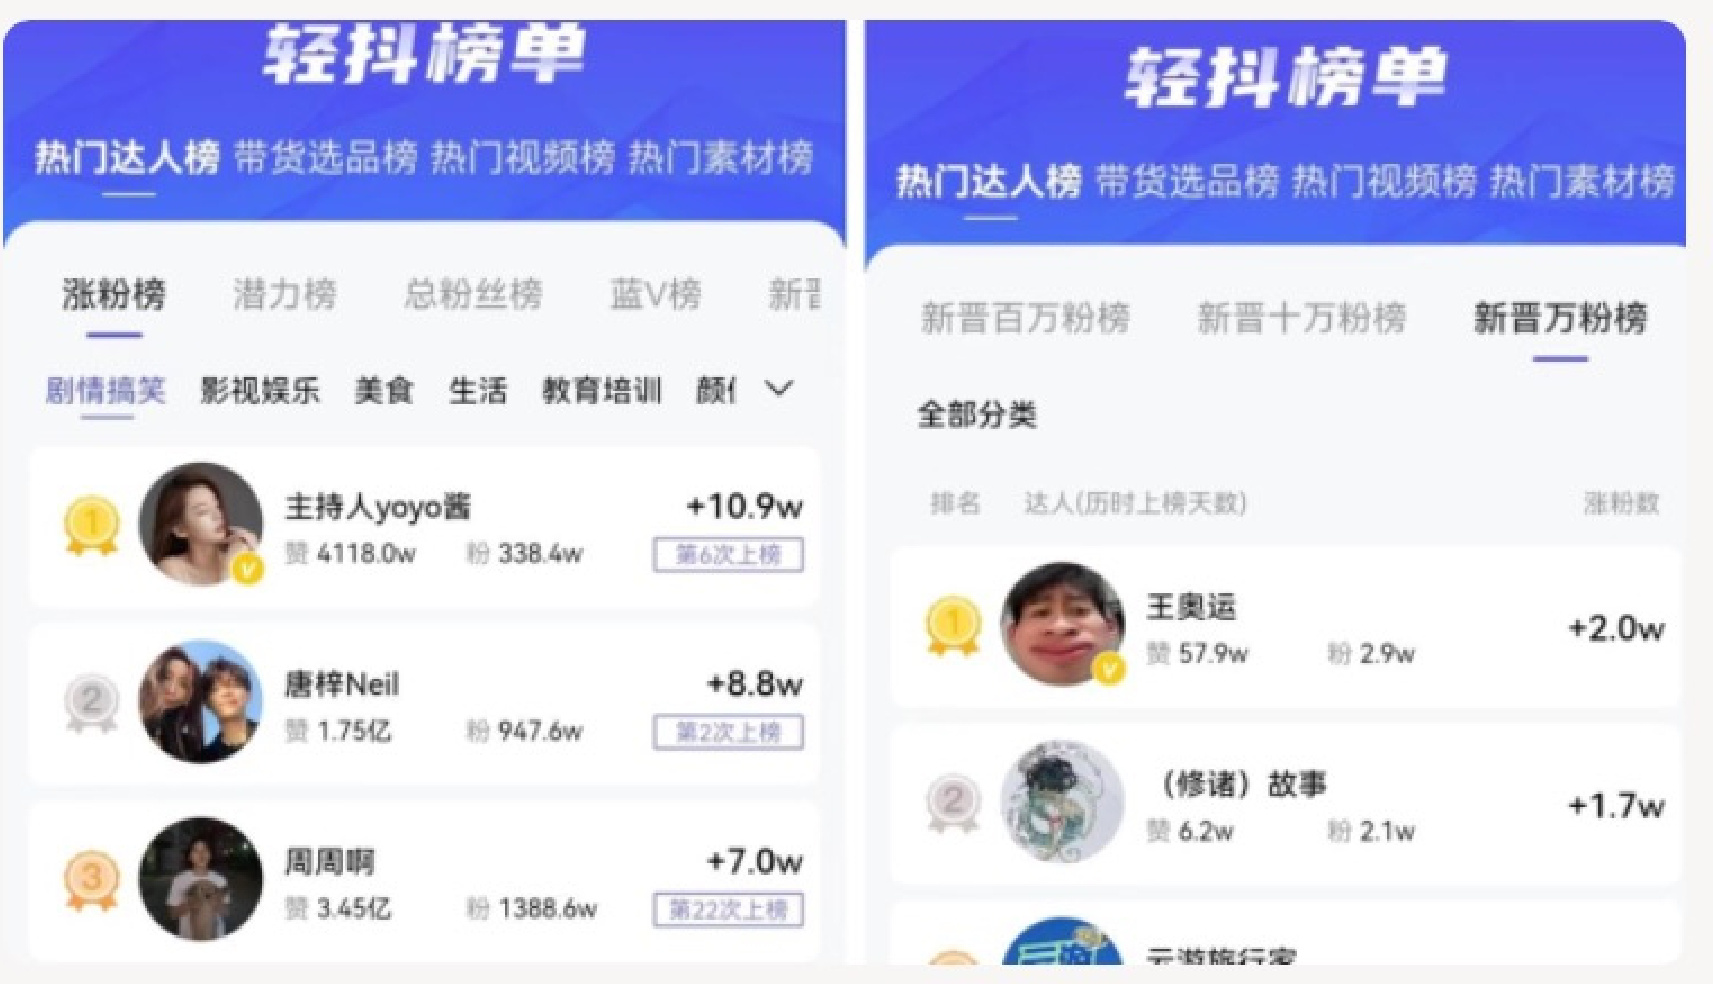 轻抖榜单
热门达人榜 带货选品榜 热门视频榜 热门素材榜
涨粉榜 潜力榜 总粉丝榜 蓝V榜 新晋
剧情搞笑 影视娱乐 美食 生活 教育培训 颜
1
主持人yoyo酱
+10.9w
赞 4118.0w 粉 338.4w
第6次上榜
2
唐梓Neil
+8.8w
赞 1.75亿 粉 947.6w
第2次上榜
3
周周啊
+7.0w
赞 3.45亿 粉 1388.6w
第22次上榜
轻抖榜单
热门达人榜 带货选品榜 热门视频榜 热门素材榜
新晋百万粉榜 新晋十万粉榜 新晋万粉榜
全部分类
排名 达人(历时上榜天数) 涨粉数
1
王奥运
+2.0w
赞 57.9w 粉 2.9w
2
（修诸）故事
+1.7w
赞 6.2w 粉 2.1w
云游旅行家